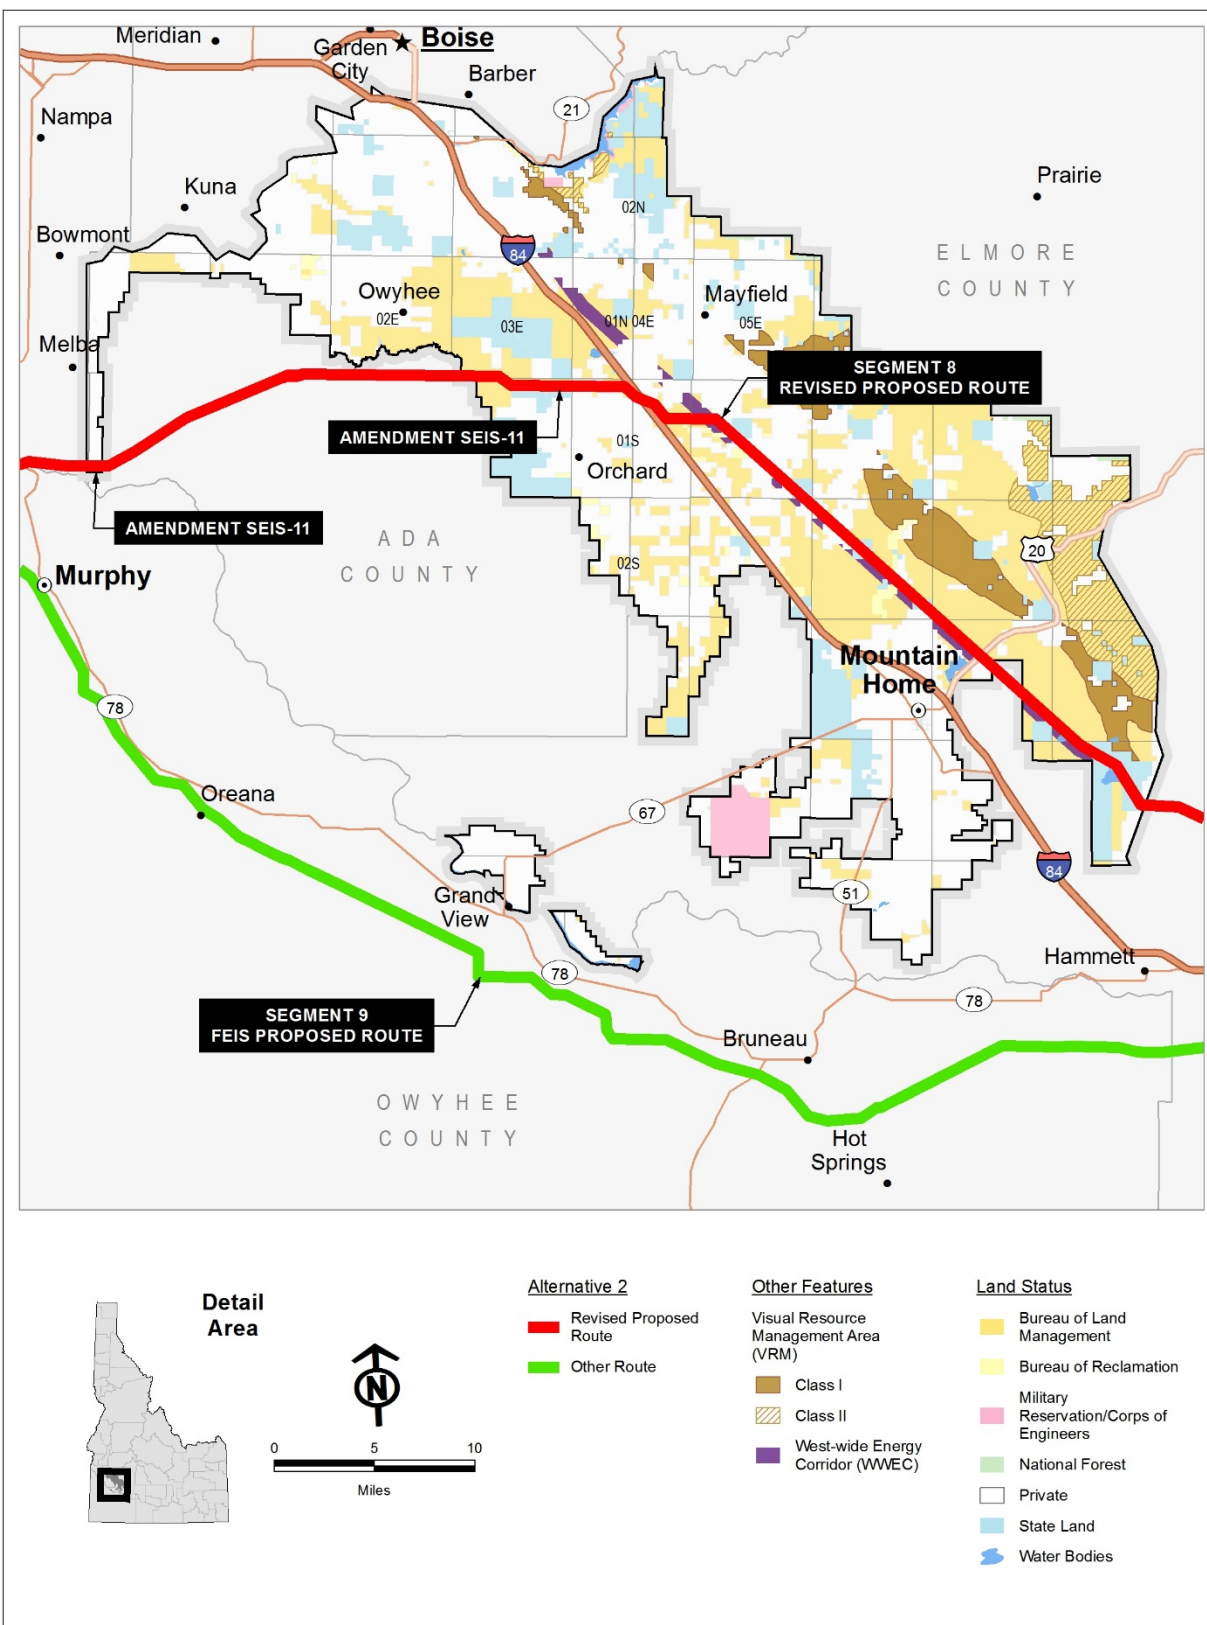 Meridian
Garden
City
Boise
Barber
21
Nampa
Prairie
Kuna
02N
Bowmont
84
ELMORE
COUNTY
Owyhee
02E
03E
01N 04E
Mayfield
05E
Melba
SEGMENT 8
REVISED PROPOSED ROUTE
AMENDMENT SEIS-11
01S
Orchard
AMENDMENT SEIS-11
ADA
COUNTY
20
02S
Murphy
Mountain
Home
78
Oreana
67
84
51
Grand
View
Hammett
78
78
SEGMENT 9
FEIS PROPOSED ROUTE
Bruneau
OWYHEE
COUNTY
Hot
Springs
Detail
Area
N
0 5 10
Miles
Alternative 2
Revised Proposed
Route
Other Route
Other Features
Visual Resource
Management Area
(VRM)
Class I
Class II
West-wide Energy
Corridor (WWEC)
Land Status
Bureau of Land
Management
Bureau of Reclamation
Military
Reservation/Corps of
Engineers
National Forest
Private
State Land
Water Bodies